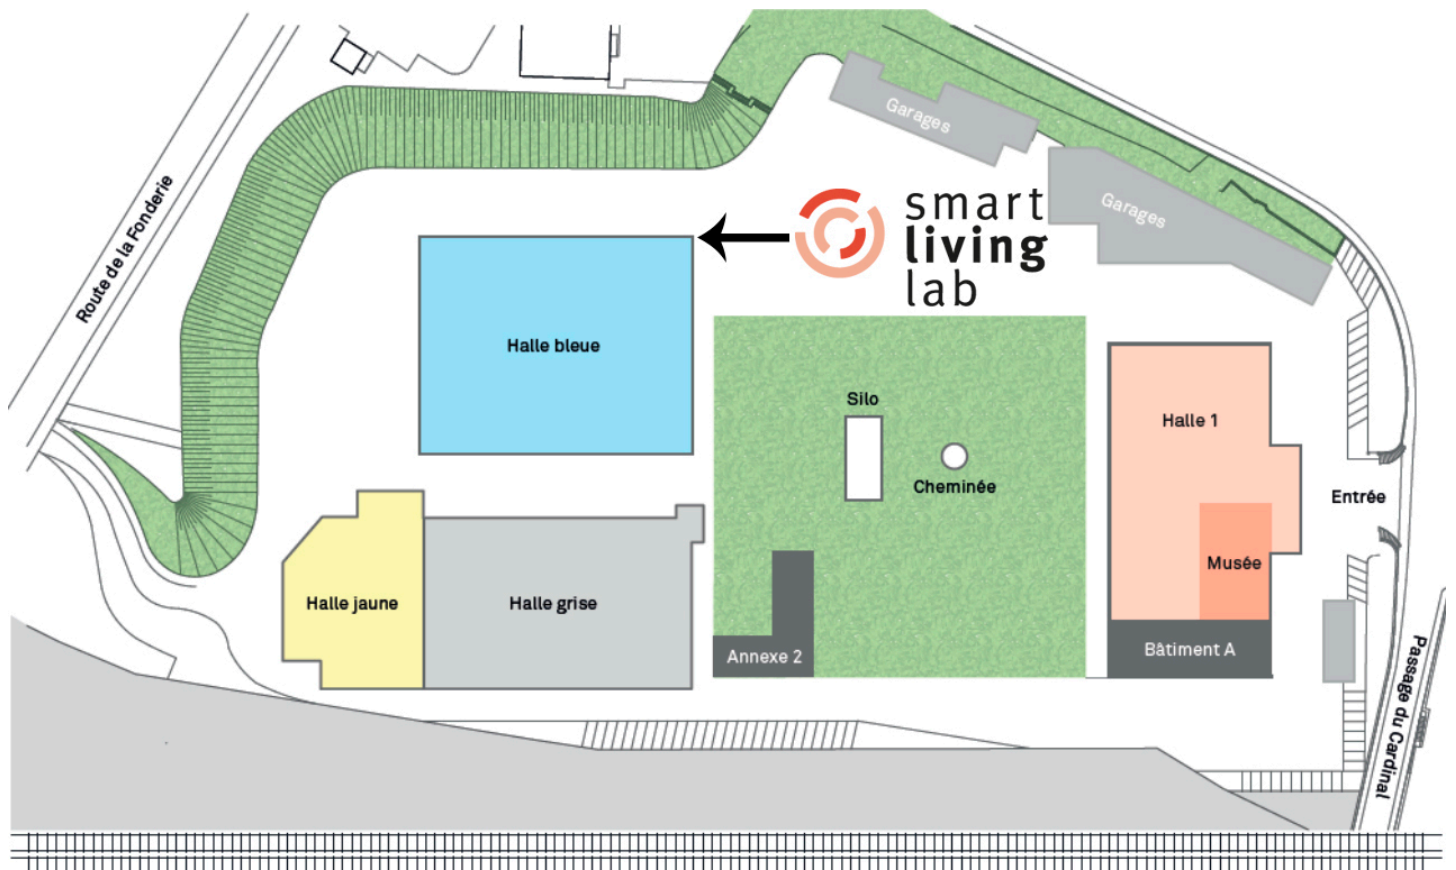 Garages
Garages
Route de la Fonderie
smart
living
lab
Halle bleue
Silo
Cheminée
Halle 1
Entrée
Musée
Halle jaune
Halle grise
Annexe 2
Bâtiment A
Passage du Cardinal